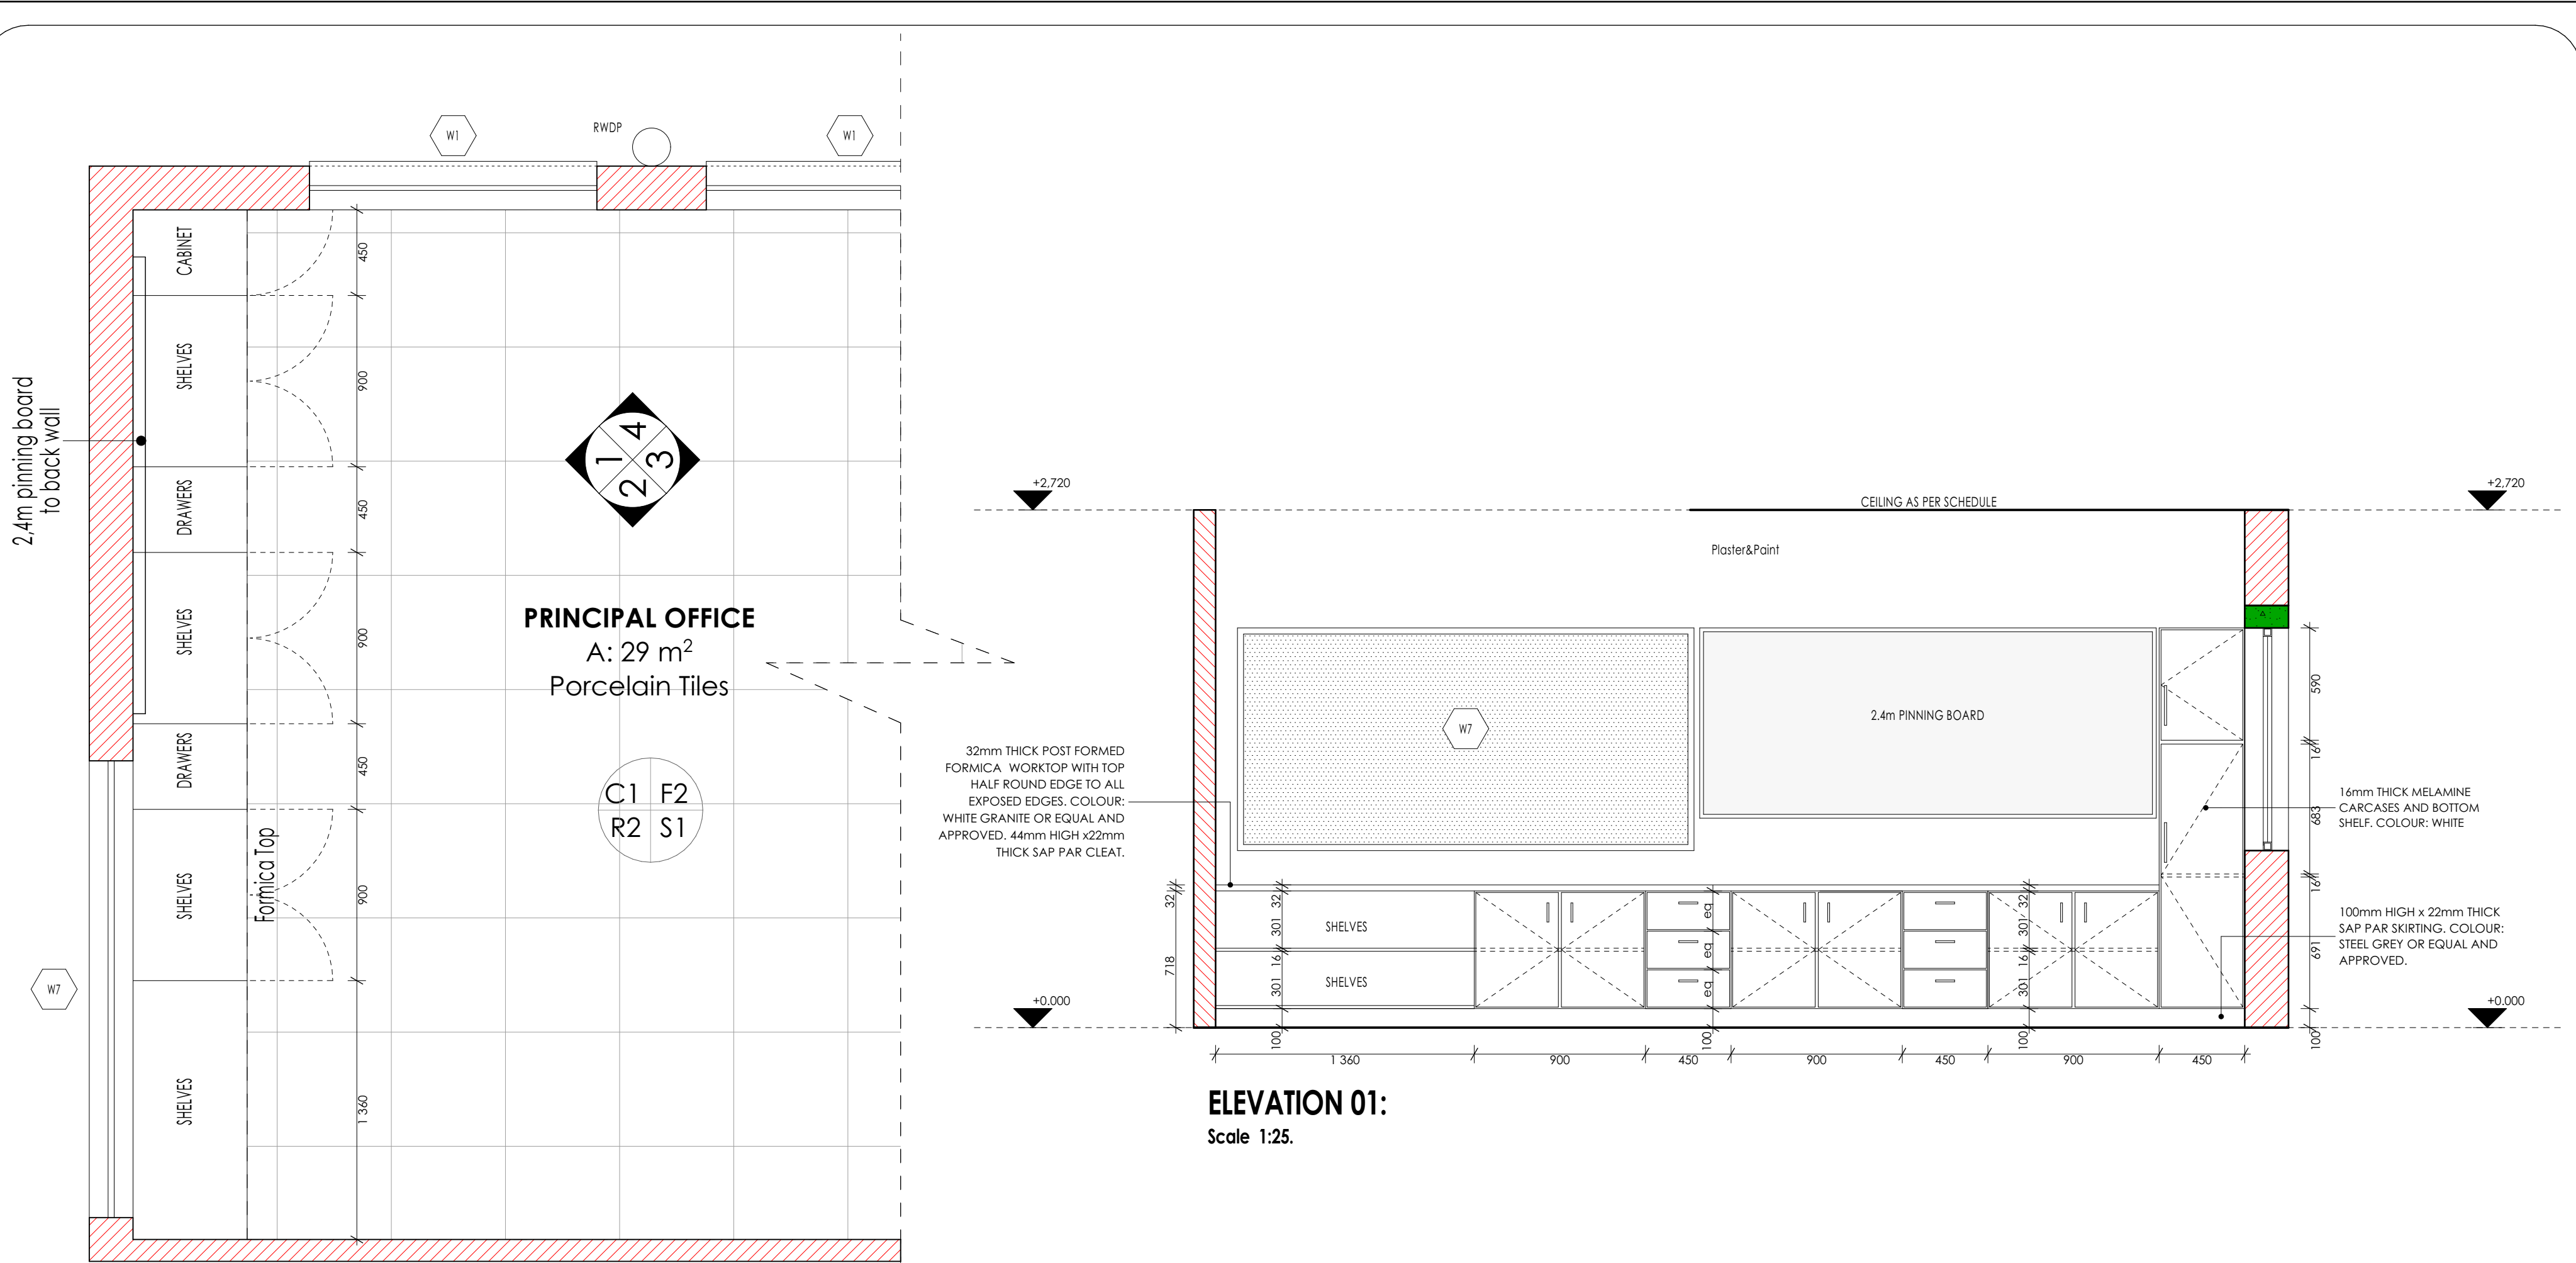 W1
RWDP
W1
CABINET
450
SHELVES
900
2,4m pinning board
to back wall
DRAWERS
450
1
2
3
4
SHELVES
900
PRINCIPAL OFFICE
A: 29 m²
Porcelain Tiles
DRAWERS
450
C1 F2
R2 S1
Formica Top
SHELVES
900
W7
SHELVES
1 360
+2,720
CEILING AS PER SCHEDULE
+2,720
Plaster&Paint
W7
2.4m PINNING BOARD
32mm THICK POST FORMED
FORMICA WORKTOP WITH TOP
HALF ROUND EDGE TO ALL
EXPOSED EDGES. COLOUR:
WHITE GRANITE OR EQUAL AND
APPROVED. 44mm HIGH x22mm
THICK SAP PAR CLEAT.
590
16
683
16
691
100
16mm THICK MELAMINE
CARCASES AND BOTTOM
SHELF. COLOUR: WHITE
100mm HIGH x 22mm THICK
SAP PAR SKIRTING. COLOUR:
STEEL GREY OR EQUAL AND
APPROVED.
32
718
32
301
16
301
100
SHELVES
SHELVES
eq
eq
eq
100
32
301
16
301
100
+0.000
+0.000
1 360
900
450
900
450
900
450
ELEVATION 01:
Scale 1:25.